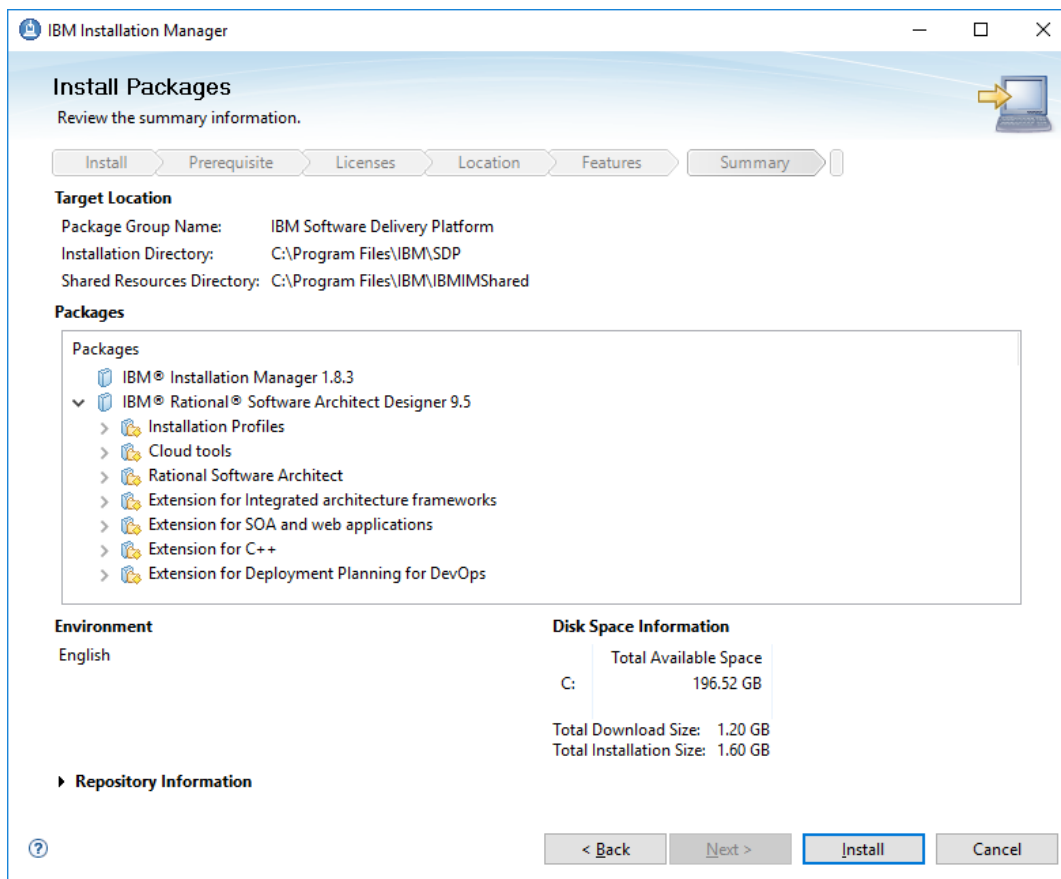 IBM Installation Manager
Install Packages
Review the summary information.
Install Prerequisite Licenses Location Features Summary
Target Location
Package Group Name: IBM Software Delivery Platform
Installation Directory: C:\Program Files\IBM\SDP
Shared Resources Directory: C:\Program Files\IBM\IBMIMShared
Packages
Packages
IBM® Installation Manager 1.8.3
IBM® Rational® Software Architect Designer 9.5
Installation Profiles
Cloud tools
Rational Software Architect
Extension for Integrated architecture frameworks
Extension for SOA and web applications
Extension for C++
Extension for Deployment Planning for DevOps
Environment
English
Disk Space Information
Total Available Space
C: 196.52 GB
Total Download Size: 1.20 GB
Total Installation Size: 1.60 GB
Repository Information
? < Back Next > Install Cancel